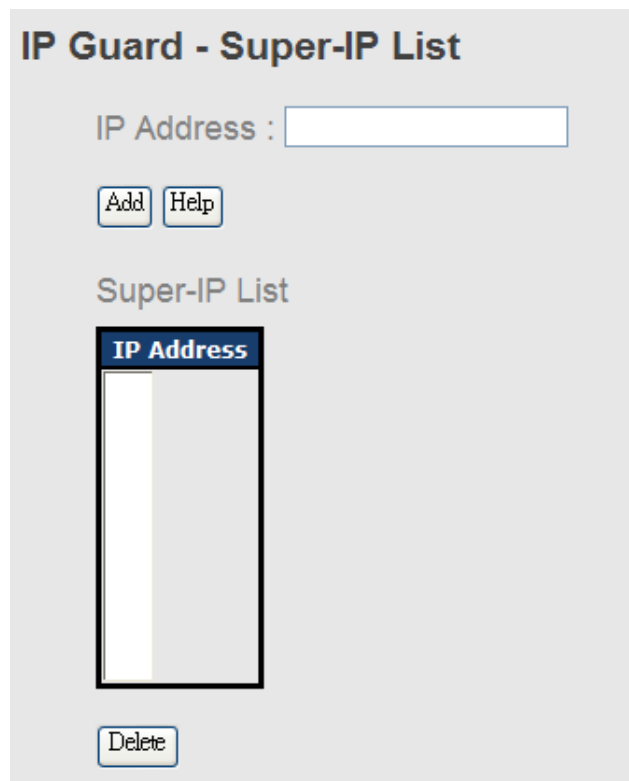 IP Guard - Super-IP List
IP Address :
Add Help
Super-IP List
IP Address
Delete